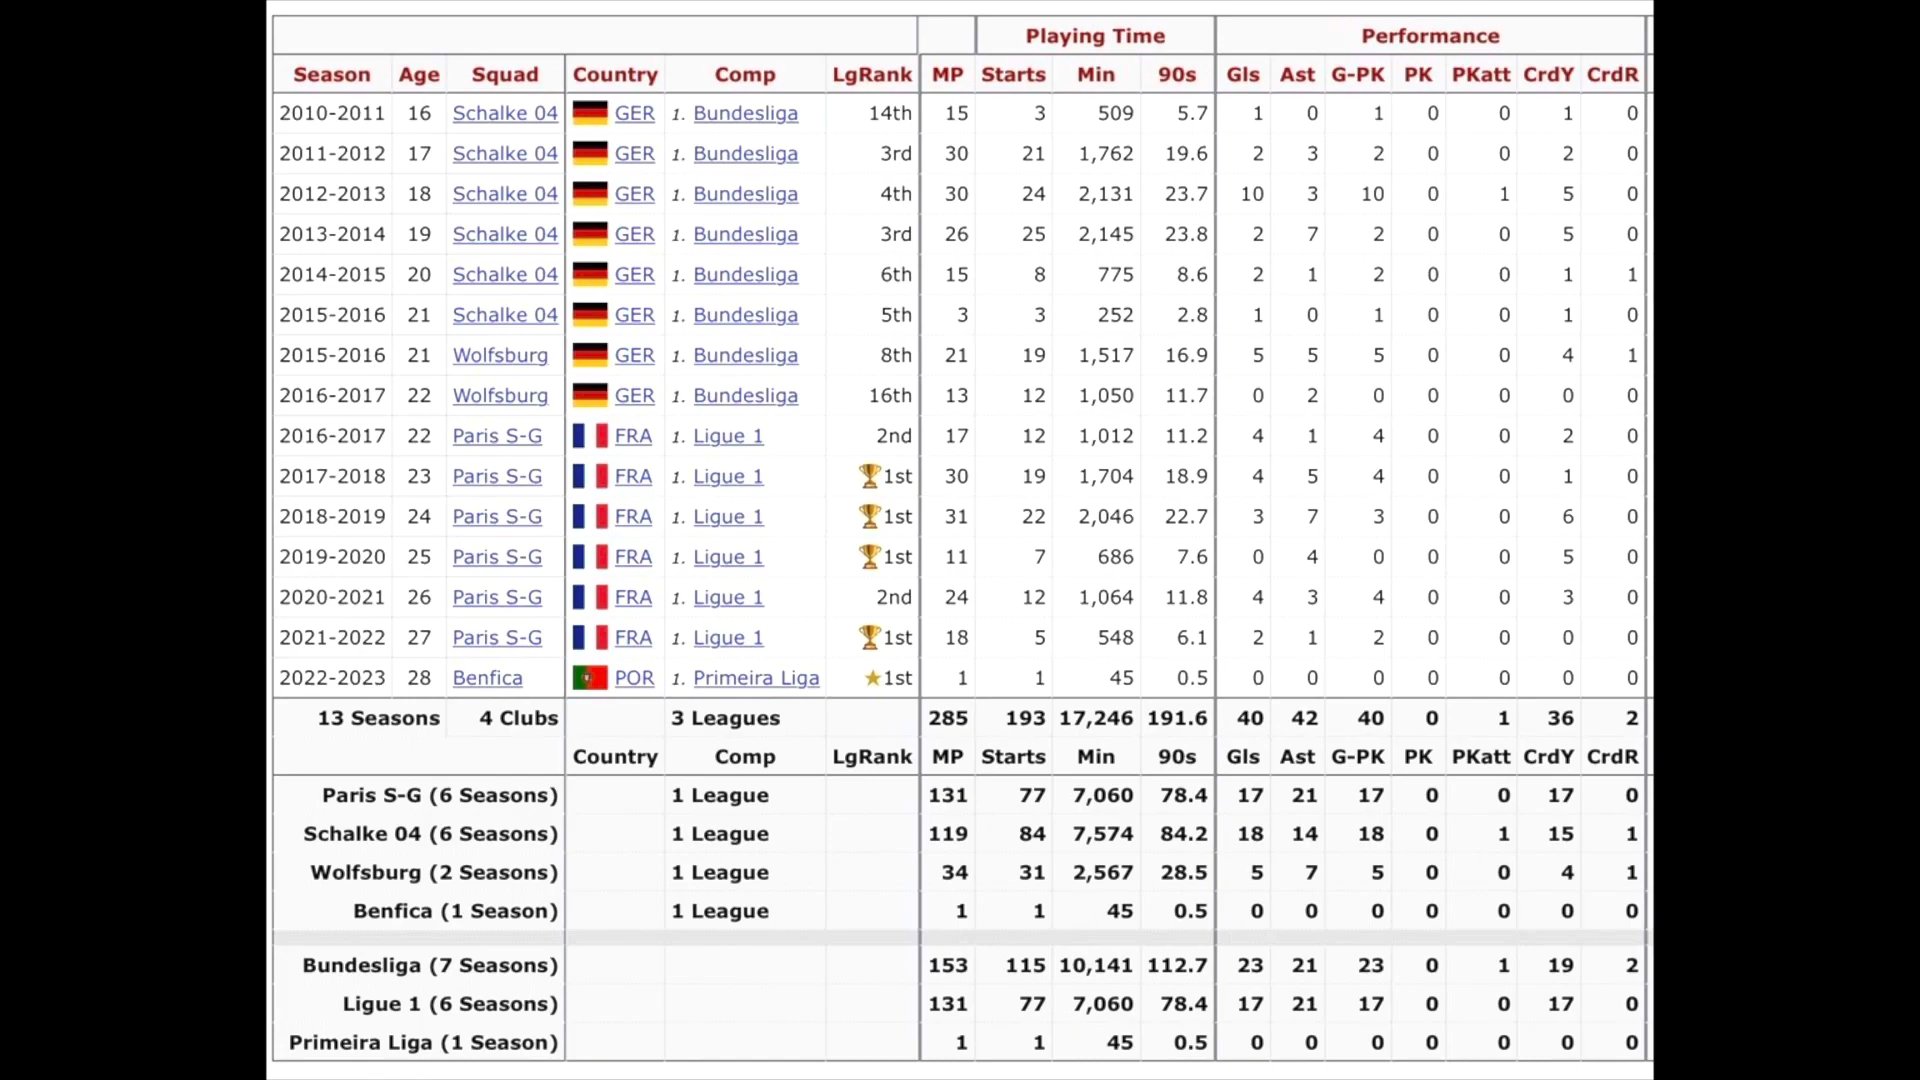 Playing Time Performance
Season Age Squad Country Comp LgRank MP Starts Min 90s Gls Ast G-PK PK PKatt CrdY CrdR
2010-2011 16 Schalke 04 GER 1. Bundesliga 14th 15 3 509 5.7 1 0 1 0 0 1 0
2011-2012 17 Schalke 04 GER 1. Bundesliga 3rd 30 21 1,762 19.6 2 3 2 0 0 2 0
2012-2013 18 Schalke 04 GER 1. Bundesliga 4th 30 24 2,131 23.7 10 3 10 0 1 5 0
2013-2014 19 Schalke 04 GER 1. Bundesliga 3rd 26 25 2,145 23.8 2 7 2 0 0 5 0
2014-2015 20 Schalke 04 GER 1. Bundesliga 6th 15 8 775 8.6 2 1 2 0 0 1 1
2015-2016 21 Schalke 04 GER 1. Bundesliga 5th 3 3 252 2.8 1 0 1 0 0 1 0
2015-2016 21 Wolfsburg GER 1. Bundesliga 8th 21 19 1,517 16.9 5 5 5 0 0 4 1
2016-2017 22 Wolfsburg GER 1. Bundesliga 16th 13 12 1,050 11.7 0 2 0 0 0 0 0
2016-2017 22 Paris S-G FRA 1. Ligue 1 2nd 17 12 1,012 11.2 4 1 4 0 0 2 0
2017-2018 23 Paris S-G FRA 1. Ligue 1 1st 30 19 1,704 18.9 4 5 4 0 0 1 0
2018-2019 24 Paris S-G FRA 1. Ligue 1 1st 31 22 2,046 22.7 3 7 3 0 0 6 0
2019-2020 25 Paris S-G FRA 1. Ligue 1 1st 11 7 686 7.6 0 4 0 0 0 5 0
2020-2021 26 Paris S-G FRA 1. Ligue 1 2nd 24 12 1,064 11.8 4 3 4 0 0 3 0
2021-2022 27 Paris S-G FRA 1. Ligue 1 1st 18 5 548 6.1 2 1 2 0 0 0 0
2022-2023 28 Benfica POR 1. Primeira Liga 1st 1 1 45 0.5 0 0 0 0 0 0 0
13 Seasons 4 Clubs 3 Leagues 285 193 17,246 191.6 40 42 40 0 1 36 2
Country Comp LgRank MP Starts Min 90s Gls Ast G-PK PK PKatt CrdY CrdR
Paris S-G (6 Seasons) 1 League 131 77 7,060 78.4 17 21 17 0 0 17 0
Schalke 04 (6 Seasons) 1 League 119 84 7,574 84.2 18 14 18 0 1 15 1
Wolfsburg (2 Seasons) 1 League 34 31 2,567 28.5 5 7 5 0 0 4 1
Benfica (1 Season) 1 League 1 1 45 0.5 0 0 0 0 0 0 0
Bundesliga (7 Seasons) 153 115 10,141 112.7 23 21 23 0 1 19 2
Ligue 1 (6 Seasons) 131 77 7,060 78.4 17 21 17 0 0 17 0
Primeira Liga (1 Season) 1 1 45 0.5 0 0 0 0 0 0 0